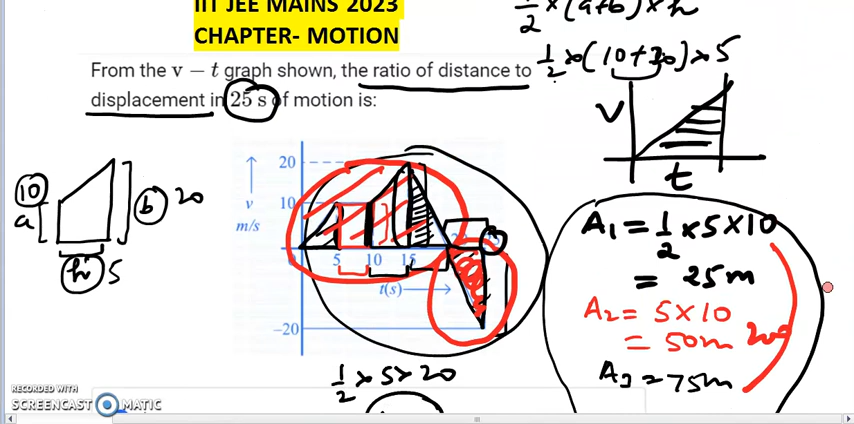 IIT JEE MAINS 2023
CHAPTER- MOTION
From the v – t graph shown, the ratio of distance to
displacement in 25 s of motion is:
1/2 × (a+b) × h
1/2 × (10+20) × 5
V
t
10
a
b
20
h
5
20
10
v
m/s
0
5
10
15
t(s)
–20
1/2 × 5 × 20
A1 = 1/2 × 5 × 10
= 25m
A2 = 5 × 10
= 50m
A3 = 75m
RECORDED WITH
SCREENCAST MATIC